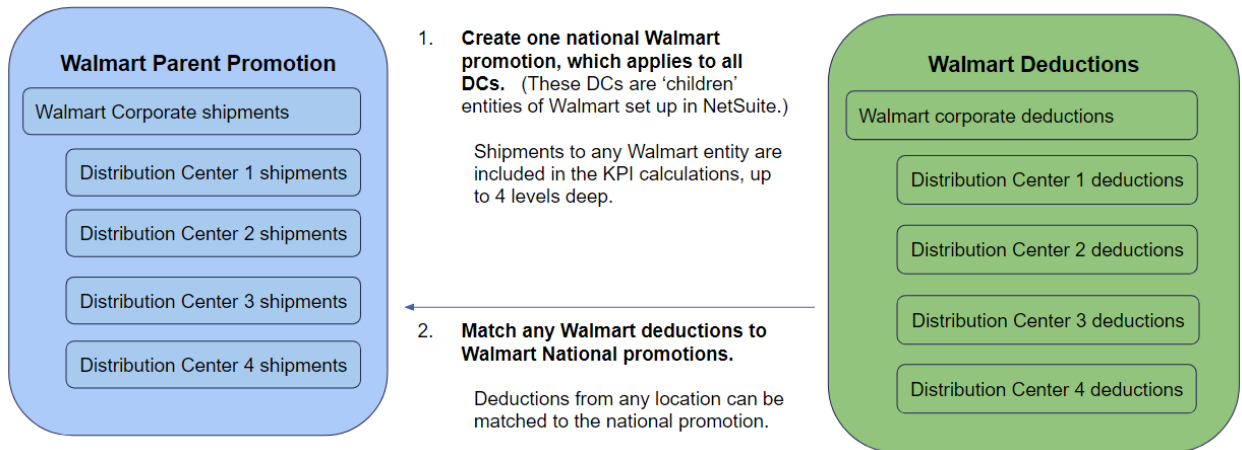 Walmart Parent Promotion
Walmart Corporate shipments
Distribution Center 1 shipments
Distribution Center 2 shipments
Distribution Center 3 shipments
Distribution Center 4 shipments
1. Create one national Walmart
promotion, which applies to all
DCs. (These DCs are ‘children’
entities of Walmart set up in NetSuite.)
Shipments to any Walmart entity are
included in the KPI calculations, up
to 4 levels deep.
2. Match any Walmart deductions to
Walmart National promotions.
Deductions from any location can be
matched to the national promotion.
Walmart Deductions
Walmart corporate deductions
Distribution Center 1 deductions
Distribution Center 2 deductions
Distribution Center 3 deductions
Distribution Center 4 deductions